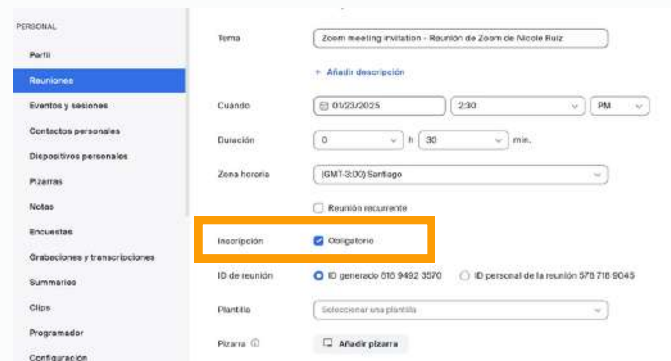 PERSONAL
Perfil
Reuniones
Eventos y sesiones
Contactos personales
Dispositivos personales
Pizarras
Notas
Encuestas
Grabaciones y transcripciones
Summaries
Clips
Programador
Configuración
Tema
Zoom meeting invitation - Reunión de Zoom de Nicole Ruiz
+ Añadir descripción
Cuándo
01/23/2025
2:30
PM
Duración
0
h
30
min.
Zona horaria
(GMT-3:00) Santiago
Reunión recurrente
Inscripción
Obligatorio
ID de reunión
ID generado 818 9492 3570
ID personal de la reunión 578 718 9045
Plantilla
Seleccionar una plantilla
Pizarra
Añadir pizarra